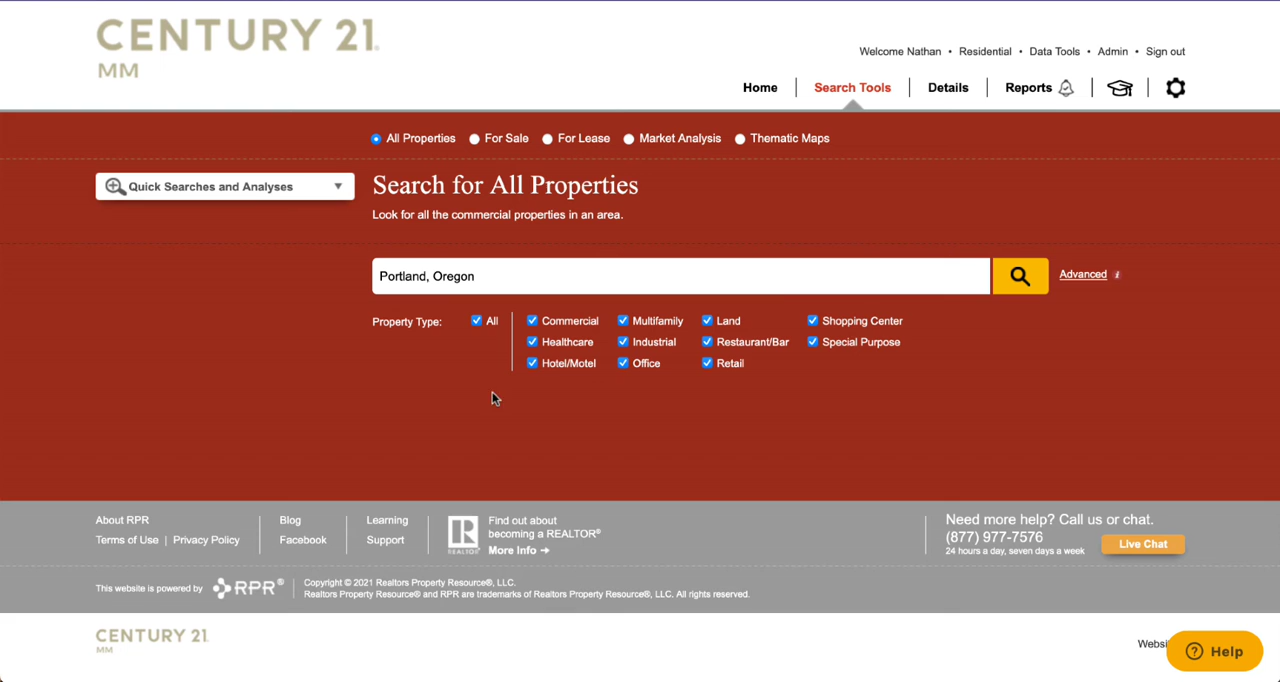 CENTURY 21.
MM
Welcome Nathan • Residential • Data Tools • Admin • Sign out
Home Search Tools Details Reports
All Properties For Sale For Lease Market Analysis Thematic Maps
Quick Searches and Analyses
Search for All Properties
Look for all the commercial properties in an area.
Portland, Oregon
Advanced i
Property Type: All Commercial Multifamily Land Shopping Center
Healthcare Industrial Restaurant/Bar Special Purpose
Hotel/Motel Office Retail
About RPR
Terms of Use | Privacy Policy
Blog
Facebook
Learning
Support
R
REALTOR®
Find out about
becoming a REALTOR®
More Info
Need more help? Call us or chat.
(877) 977-7576
24 hours a day, seven days a week
Live Chat
This website is powered by RPR®
Copyright © 2021 Realtors Property Resource®, LLC.
Realtors Property Resource® and RPR are trademarks of Realtors Property Resource®, LLC. All rights reserved.
CENTURY 21.
MM
? Help